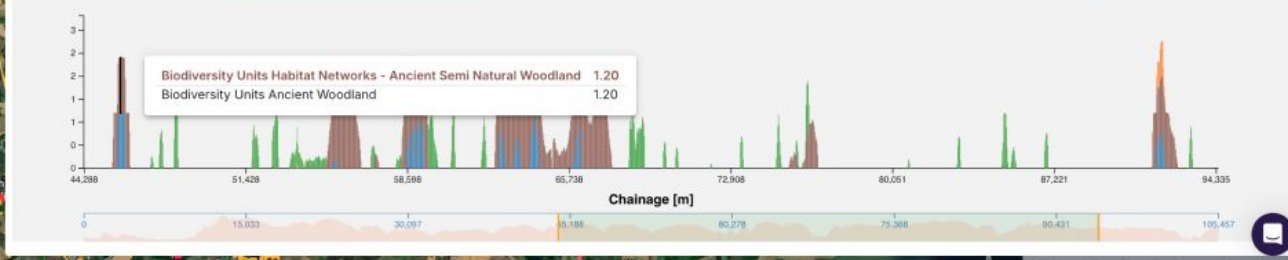 3
2
2
1
1
0
0
Biodiversity Units Habitat Networks - Ancient Semi Natural Woodland 1.20
Biodiversity Units Ancient Woodland 1.20
44,288 51,428 58,598 65,738 72,908 80,051 87,221 94,335
Chainage [m]
0 15,033 30,097 45,188 60,278 75,368 90,431 105,457